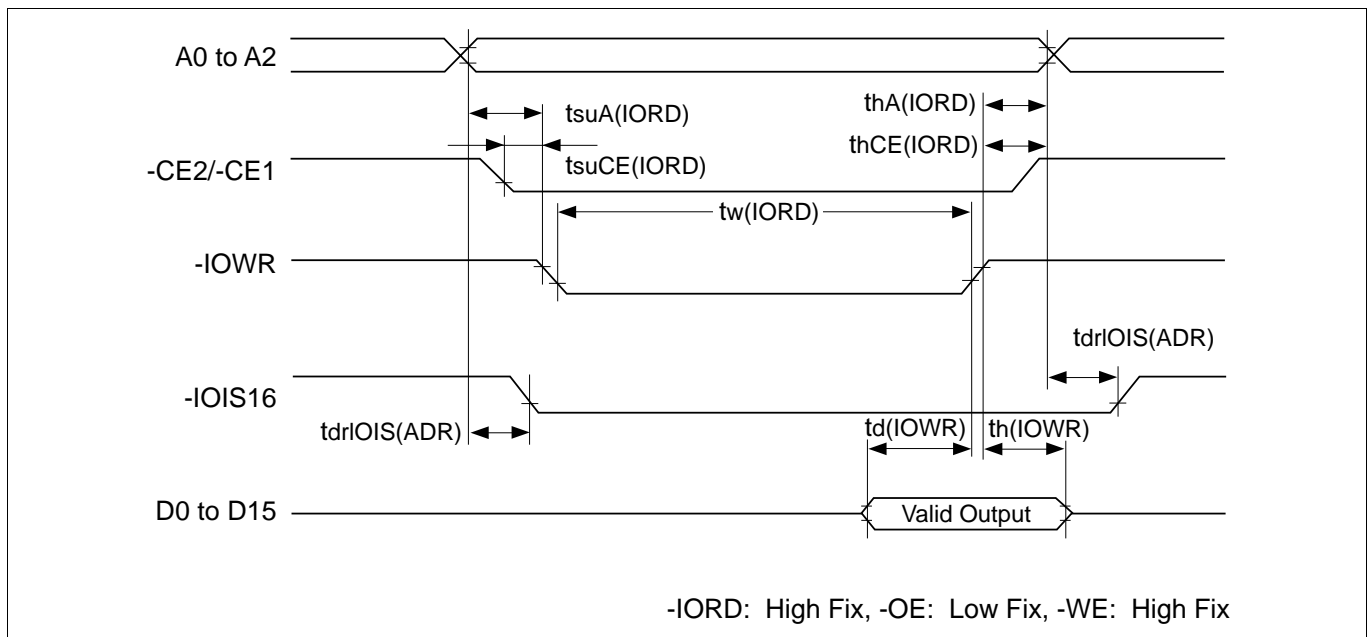 A0 to A2
tsuA(IORD)
thA(IORD)
tsuCE(IORD)
thCE(IORD)
-CE2/-CE1
tw(IORD)
-IOWR
tdrIOIS(ADR)
-IOIS16
tdrIOIS(ADR)
td(IOWR)
th(IOWR)
D0 to D15
Valid Output
-IORD: High Fix, -OE: Low Fix, -WE: High Fix